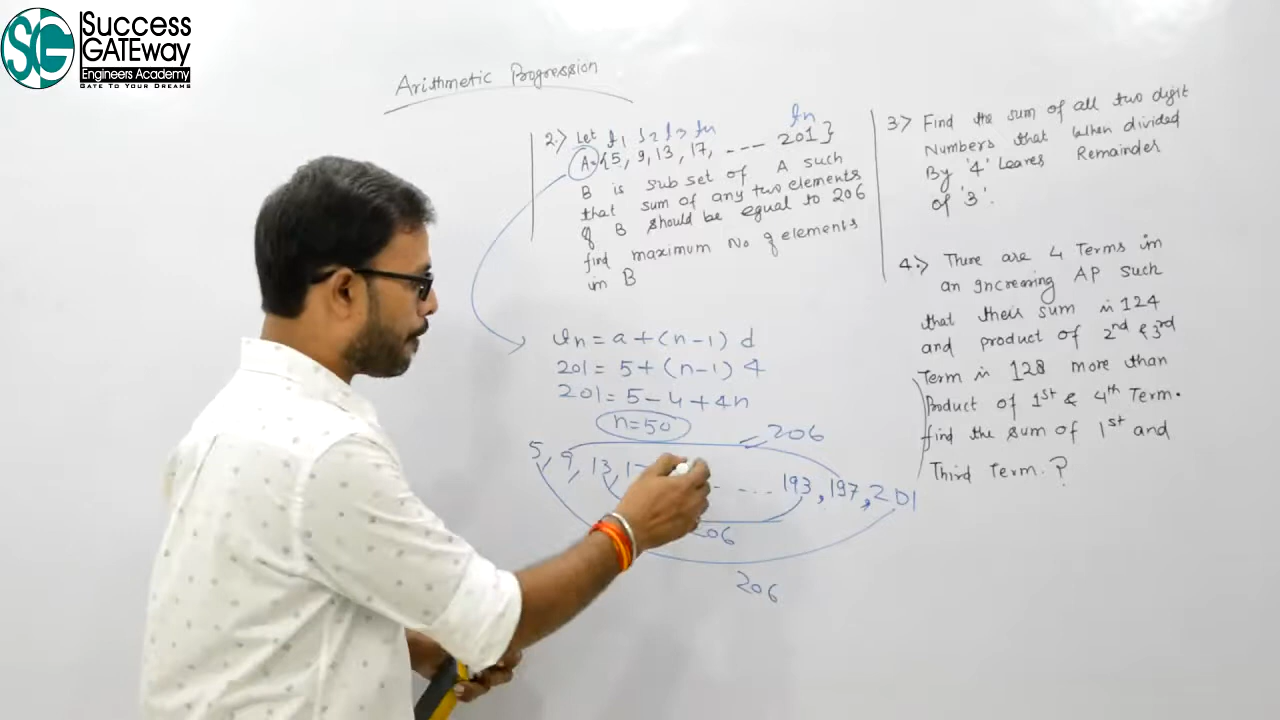 SG
Success
GATEway
Engineers Academy
GATE TO YOUR DREAMS
Arithmetic Progression
2.) Let t1 t2 t3 tn tn
A={5, 9, 13, 17, ---- 201}
B is sub set of A such
that sum of any two elements
of B should be equal to 206
find maximum No of elements
in B
tn = a + (n-1) d
201 = 5 + (n-1) 4
201 = 5 - 4 + 4n
n=50
206
5, 9, 13, ---- 193, 197, 201
206
206
3) Find the sum of all two digit
Numbers that when divided
By '4' leaves Remainder
of '3'.
4.) There are 4 Terms in
an increasing AP such
that their sum is 124
and product of 2nd & 3rd
Term is 128 more than
Product of 1st & 4th Term.
find the sum of 1st and
Third Term.?